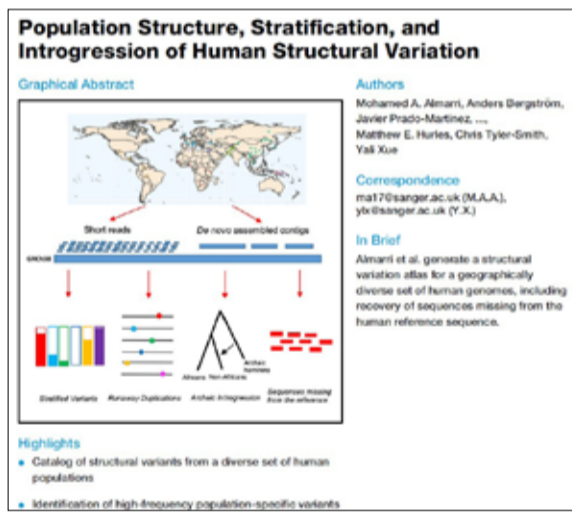 Population Structure, Stratification, and
Introgression of Human Structural Variation
Graphical Abstract
Short reads
De novo assembled contigs
GRCh38
Stratified Variants
Runaway Duplications
Africans
Non-Africans
Archaic
hominins
Archaic Introgression
Sequences missing
from the reference
Highlights
Catalog of structural variants from a diverse set of human
populations
Identification of high-frequency population-specific variants
Authors
Mohamed A. Almarri, Anders Bergström,
Javier Prado-Martinez, ...,
Matthew E. Hurles, Chris Tyler-Smith,
Yali Xue
Correspondence
ma17@sanger.ac.uk (M.A.A.),
ylx@sanger.ac.uk (Y.X.)
In Brief
Almarri et al. generate a structural
variation atlas for a geographically
diverse set of human genomes, including
recovery of sequences missing from the
human reference sequence.